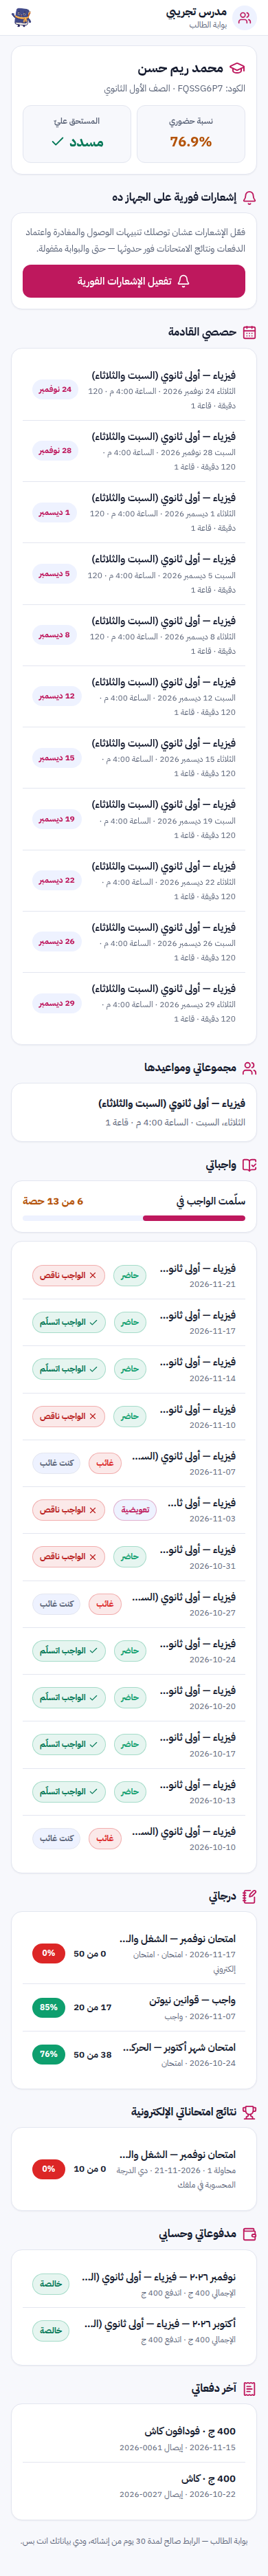 مدرس تجريبي
بوابة الطالب
محمد ريم حسن
الكود: FQSSG6P7 · الصف الأول الثانوي
نسبة حضوري
76.9%
المستحق عليّ
مسدد
إشعارات فورية على الجهاز ده
فعّل الإشعارات عشان توصلك تنبيهات الوصول والمغادرة واعتماد
الدفعات ونتائج الامتحانات فور حدوثها — حتى والبوابة مقفولة.
تفعيل الإشعارات الفورية
حصصي القادمة
فيزياء — أولى ثانوي (السبت والثلاثاء)
الثلاثاء 24 نوفمبر 2026 · الساعة 4:00 م · 120
دقيقة · قاعة 1
24 نوفمبر
فيزياء — أولى ثانوي (السبت والثلاثاء)
السبت 28 نوفمبر 2026 · الساعة 4:00 م ·
120 دقيقة · قاعة 1
28 نوفمبر
فيزياء — أولى ثانوي (السبت والثلاثاء)
الثلاثاء 1 ديسمبر 2026 · الساعة 4:00 م · 120
دقيقة · قاعة 1
1 ديسمبر
فيزياء — أولى ثانوي (السبت والثلاثاء)
السبت 5 ديسمبر 2026 · الساعة 4:00 م · 120
دقيقة · قاعة 1
5 ديسمبر
فيزياء — أولى ثانوي (السبت والثلاثاء)
الثلاثاء 8 ديسمبر 2026 · الساعة 4:00 م · 120
دقيقة · قاعة 1
8 ديسمبر
فيزياء — أولى ثانوي (السبت والثلاثاء)
السبت 12 ديسمبر 2026 · الساعة 4:00 م ·
120 دقيقة · قاعة 1
12 ديسمبر
فيزياء — أولى ثانوي (السبت والثلاثاء)
الثلاثاء 15 ديسمبر 2026 · الساعة 4:00 م ·
120 دقيقة · قاعة 1
15 ديسمبر
فيزياء — أولى ثانوي (السبت والثلاثاء)
السبت 19 ديسمبر 2026 · الساعة 4:00 م ·
120 دقيقة · قاعة 1
19 ديسمبر
فيزياء — أولى ثانوي (السبت والثلاثاء)
الثلاثاء 22 ديسمبر 2026 · الساعة 4:00 م ·
120 دقيقة · قاعة 1
22 ديسمبر
فيزياء — أولى ثانوي (السبت والثلاثاء)
السبت 26 ديسمبر 2026 · الساعة 4:00 م ·
120 دقيقة · قاعة 1
26 ديسمبر
فيزياء — أولى ثانوي (السبت والثلاثاء)
الثلاثاء 29 ديسمبر 2026 · الساعة 4:00 م ·
120 دقيقة · قاعة 1
29 ديسمبر
مجموعاتي ومواعيدها
فيزياء — أولى ثانوي (السبت والثلاثاء)
الثلاثاء، السبت · الساعة 4:00 م · قاعة 1
واجباتي
سلّمت الواجب في
6 من 13 حصة
فيزياء — أولى ثانو... حاضر الواجب ناقص
2026-11-21
فيزياء — أولى ثانو... حاضر الواجب اتسلّم
2026-11-17
فيزياء — أولى ثانو... حاضر الواجب اتسلّم
2026-11-14
فيزياء — أولى ثانو... حاضر الواجب ناقص
2026-11-10
فيزياء — أولى ثانوي (السـ... غائب كنت غائب
2026-11-07
فيزياء — أولى ثا... تعويضية الواجب ناقص
2026-11-03
فيزياء — أولى ثانو... حاضر الواجب ناقص
2026-10-31
فيزياء — أولى ثانوي (السـ... غائب كنت غائب
2026-10-27
فيزياء — أولى ثانو... حاضر الواجب اتسلّم
2026-10-24
فيزياء — أولى ثانو... حاضر الواجب اتسلّم
2026-10-20
فيزياء — أولى ثانو... حاضر الواجب اتسلّم
2026-10-17
فيزياء — أولى ثانو... حاضر الواجب اتسلّم
2026-10-13
فيزياء — أولى ثانوي (السـ... غائب كنت غائب
2026-10-10
درجاتي
امتحان نوفمبر — الشغل والـ...
2026-11-17 · امتحان · امتحان
إلكتروني
0 من 50 0%
واجب — قوانين نيوتن
2026-11-07 · واجب
17 من 20 85%
امتحان شهر أكتوبر — الحركـ...
2026-10-24 · امتحان
38 من 50 76%
نتائج امتحاناتي الإلكترونية
امتحان نوفمبر — الشغل والـ...
محاولة 1 · 2026-11-21 · دي الدرجة
المحسوبة في ملفك
0 من 10 0%
مدفوعاتي وحسابي
نوفمبر ٢٠٢٦ — فيزياء — أولى ثانوي (الـ...
الإجمالي 400 ج · اندفع 400 ج
خالصة
أكتوبر ٢٠٢٦ — فيزياء — أولى ثانوي (الـ...
الإجمالي 400 ج · اندفع 400 ج
خالصة
آخر دفعاتي
400 ج · فودافون كاش
2026-11-15 · إيصال 0061-2026
400 ج · كاش
2026-10-22 · إيصال 0027-2026
بوابة الطالب — الرابط صالح لمدة 30 يوم من إنشائه، ودي بياناتك انت بس.